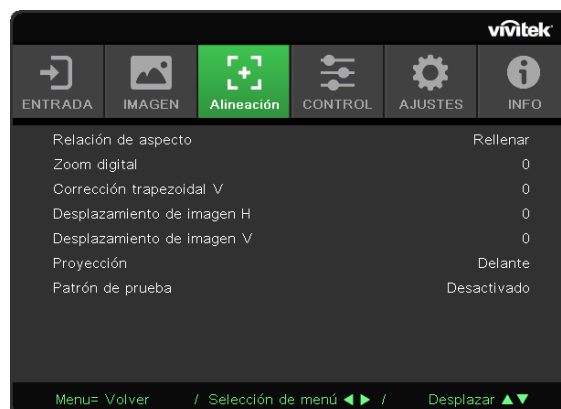 vivitek
ENTRADA IMAGEN Alineación CONTROL AJUSTES INFO
Relación de aspecto Rellenar
Zoom digital 0
Corrección trapezoidal V 0
Desplazamiento de imagen H 0
Desplazamiento de imagen V 0
Proyección Delante
Patrón de prueba Desactivado
Menu= Volver / Selección de menú ◀ ▶ / Desplazar ▲▼